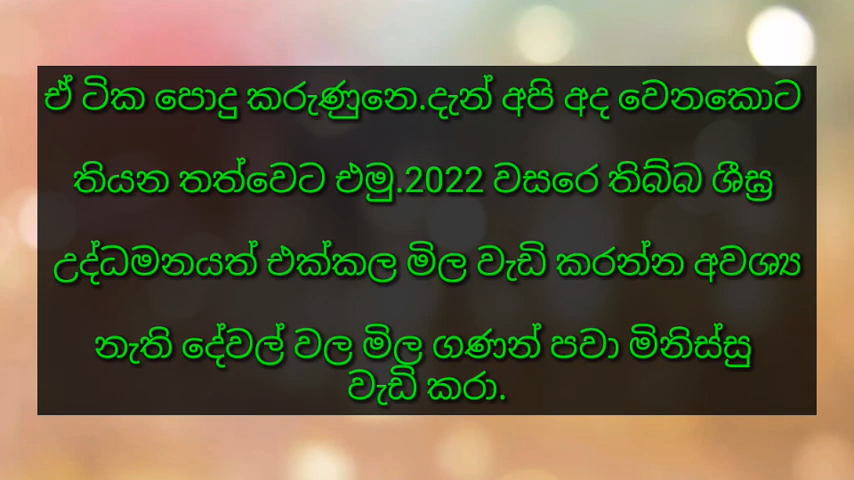 ඒ ටික පොදු කරුණුනෙ.දැන් අපි අද වෙනකොට
තියන තත්වෙට එමු.2022 වසරෙ තිබ්බ ශීඝ්‍ර
උද්ධමනයත් එක්කල මිල වැඩි කරන්න අවශ්‍ය
නැති දේවල් වල මිල ගණන් පවා මිනිස්සු
වැඩි කරා.